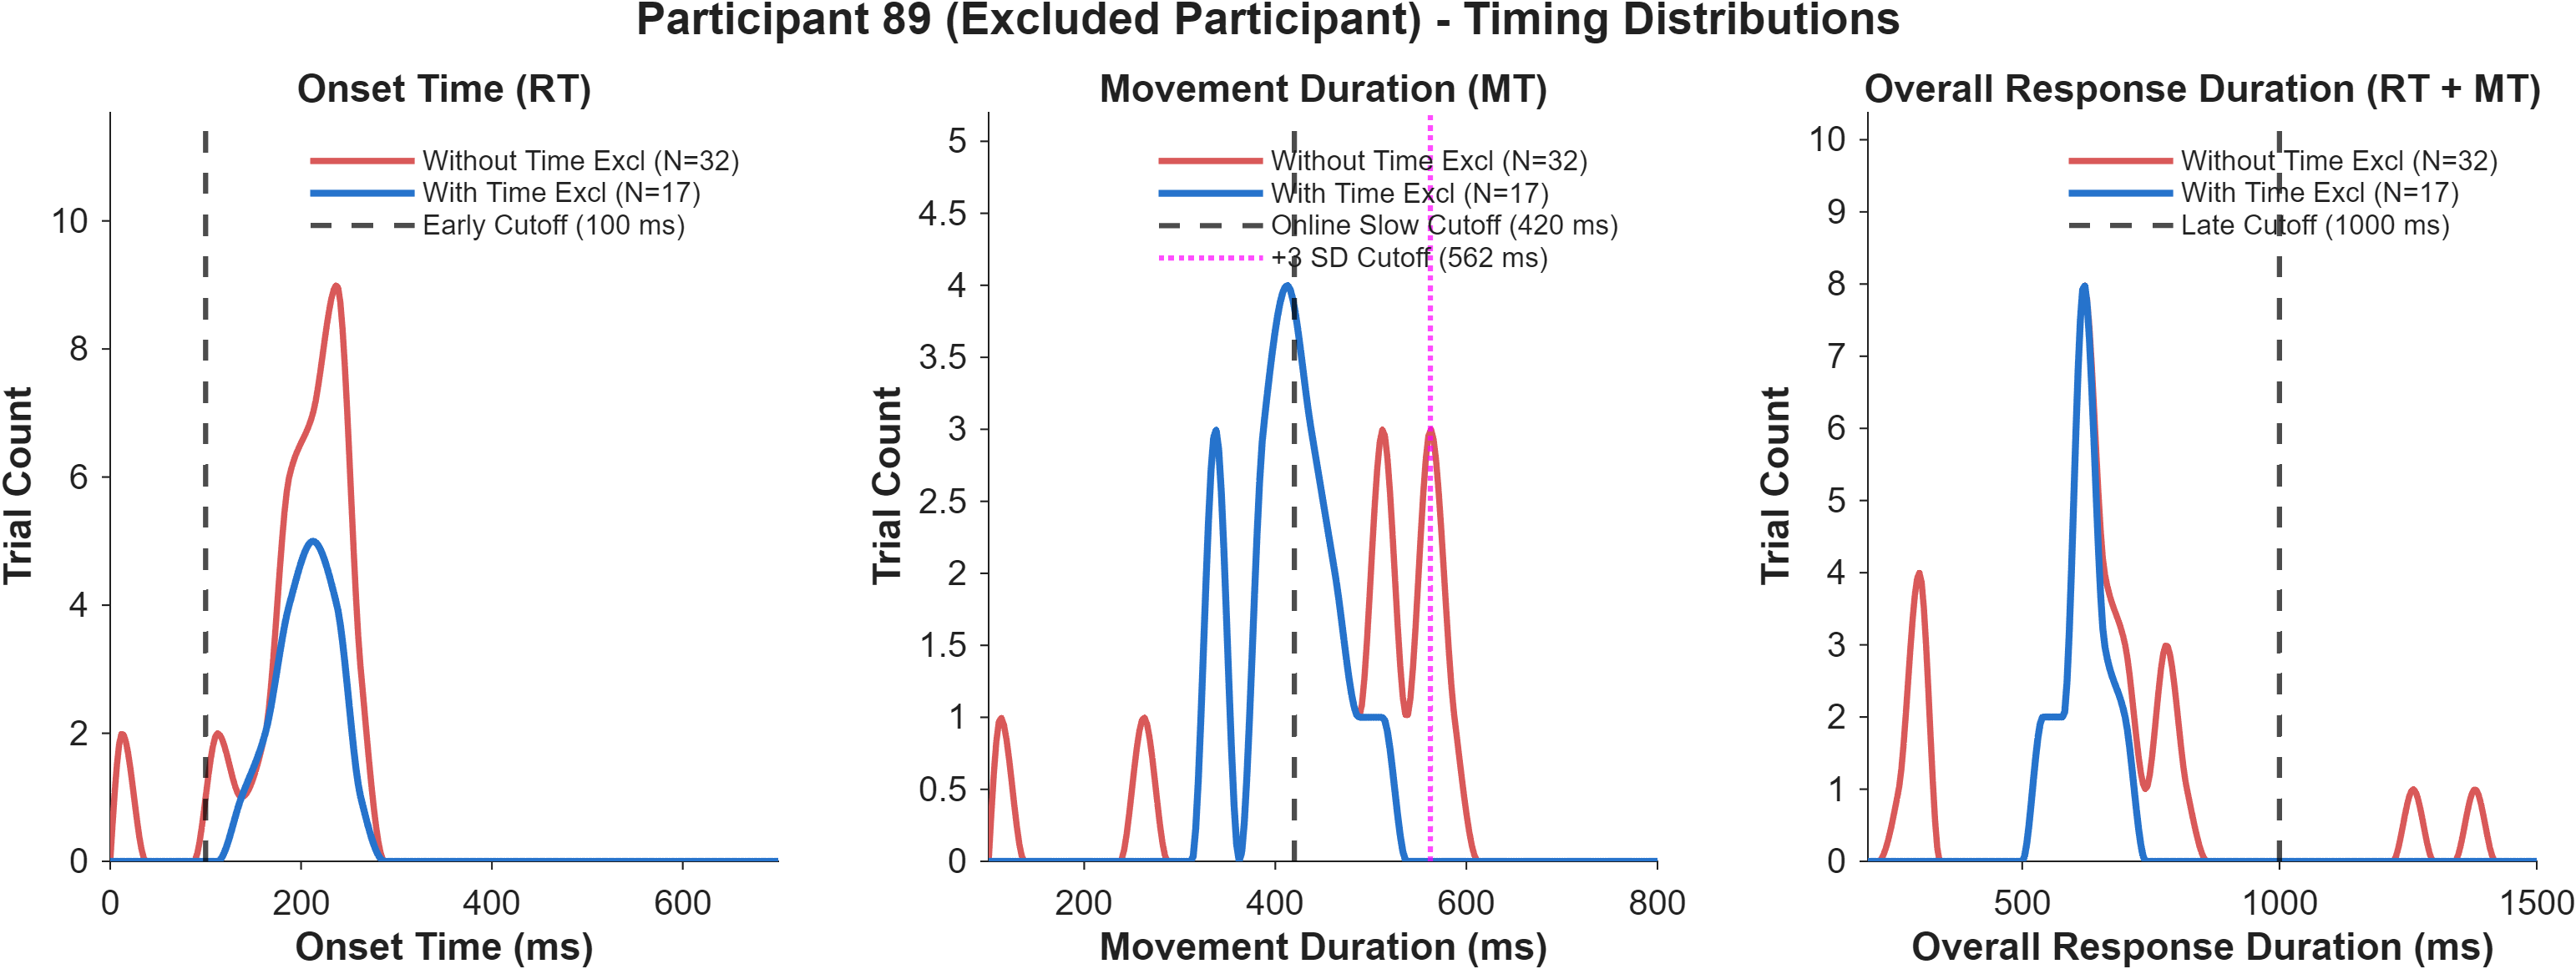 Participant 89 (Excluded Participant) - Timing Distributions
Onset Time (RT)
Without Time Excl (N=32)
With Time Excl (N=17)
Early Cutoff (100 ms)
10
8
6
4
2
0
Trial Count
0 200 400 600
Onset Time (ms)
Movement Duration (MT)
Without Time Excl (N=32)
With Time Excl (N=17)
Online Slow Cutoff (420 ms)
+3 SD Cutoff (562 ms)
5
4.5
4
3.5
3
2.5
2
1.5
1
0.5
0
Trial Count
200 400 600 800
Movement Duration (ms)
Overall Response Duration (RT + MT)
Without Time Excl (N=32)
With Time Excl (N=17)
Late Cutoff (1000 ms)
10
9
8
7
6
5
4
3
2
1
0
Trial Count
500 1000 1500
Overall Response Duration (ms)